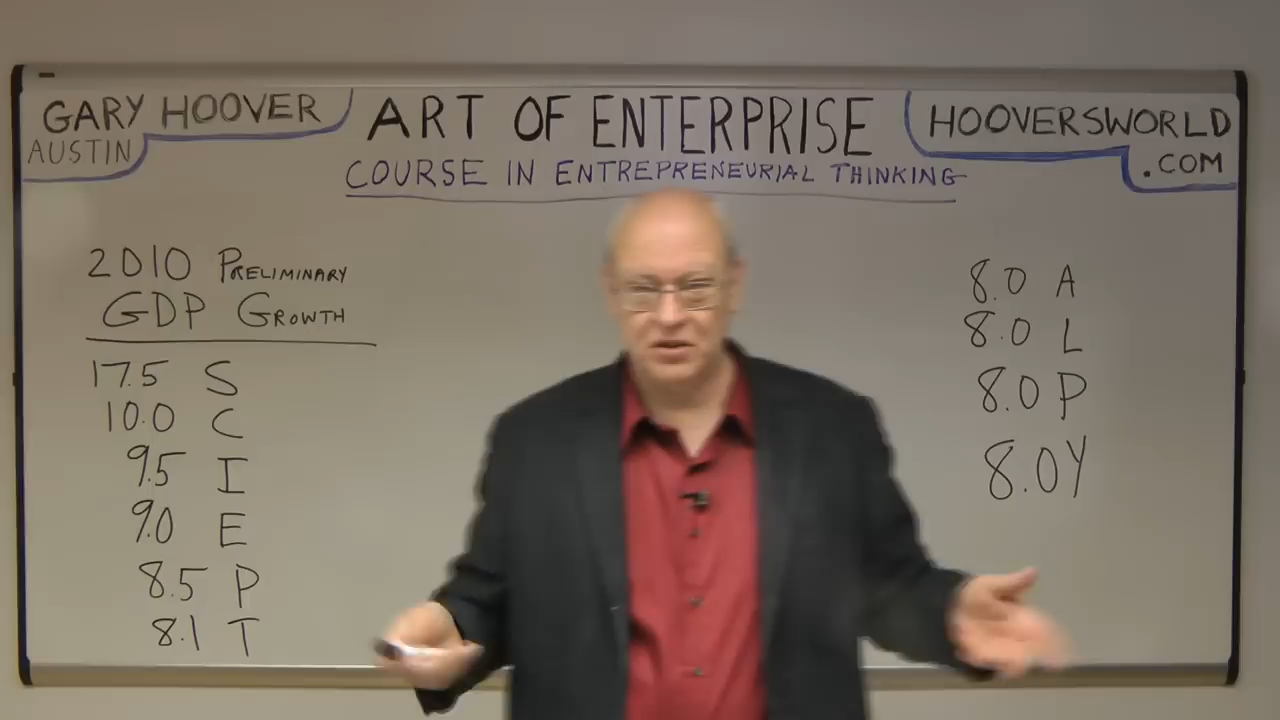 GARY HOOVER
AUSTIN
ART OF ENTERPRISE
COURSE IN ENTREPRENEURIAL THINKING
HOOVERSWORLD
.COM
2010 PRELIMINARY
GDP GROWTH
17.5 S
10.0 C
9.5 I
9.0 E
8.5 P
8.1 T
8.0 A
8.0 L
8.0 P
8.0 Y